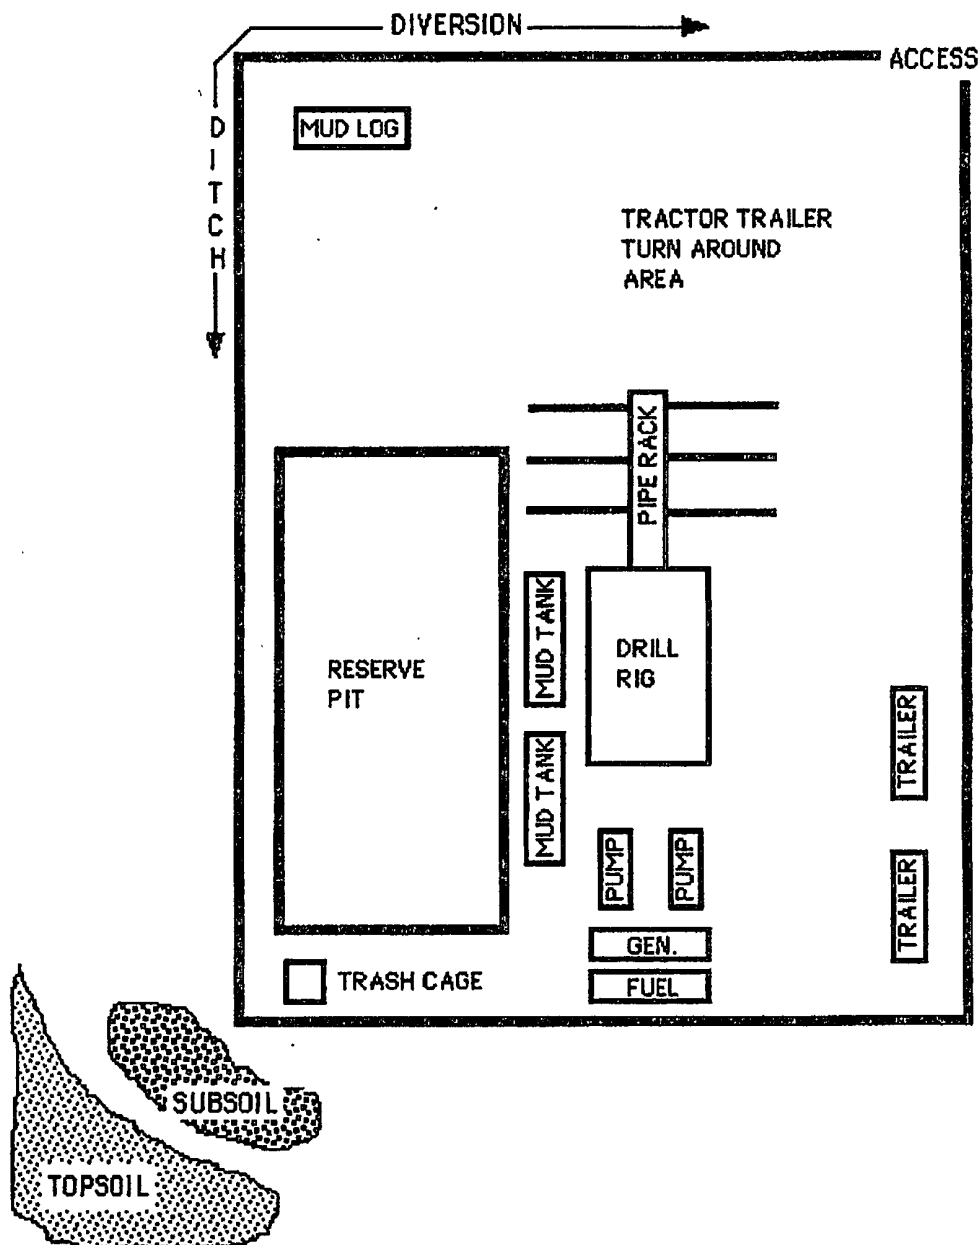 DIVERSION
ACCESS
DITCH
MUD LOG
TRACTOR TRAILER
TURN AROUND
AREA
PIPE RACK
MUD TANK
DRILL
RIG
RESERVE
PIT
TRAILER
MUD TANK
PUMP
PUMP
TRAILER
GEN.
TRASH CAGE
FUEL
SUBSOIL
TOPSOIL